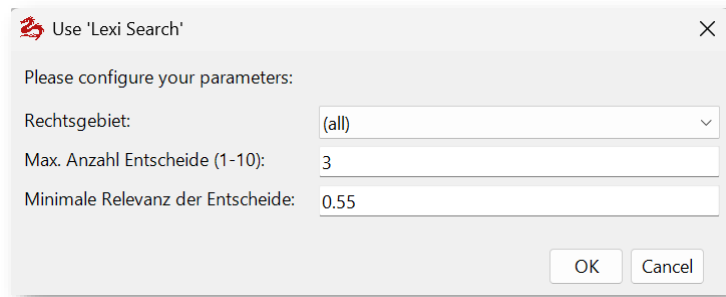 Use 'Lexi Search'
Please configure your parameters:
Rechtsgebiet: (all)
Max. Anzahl Entscheide (1-10): 3
Minimale Relevanz der Entscheide: 0.55
OK Cancel